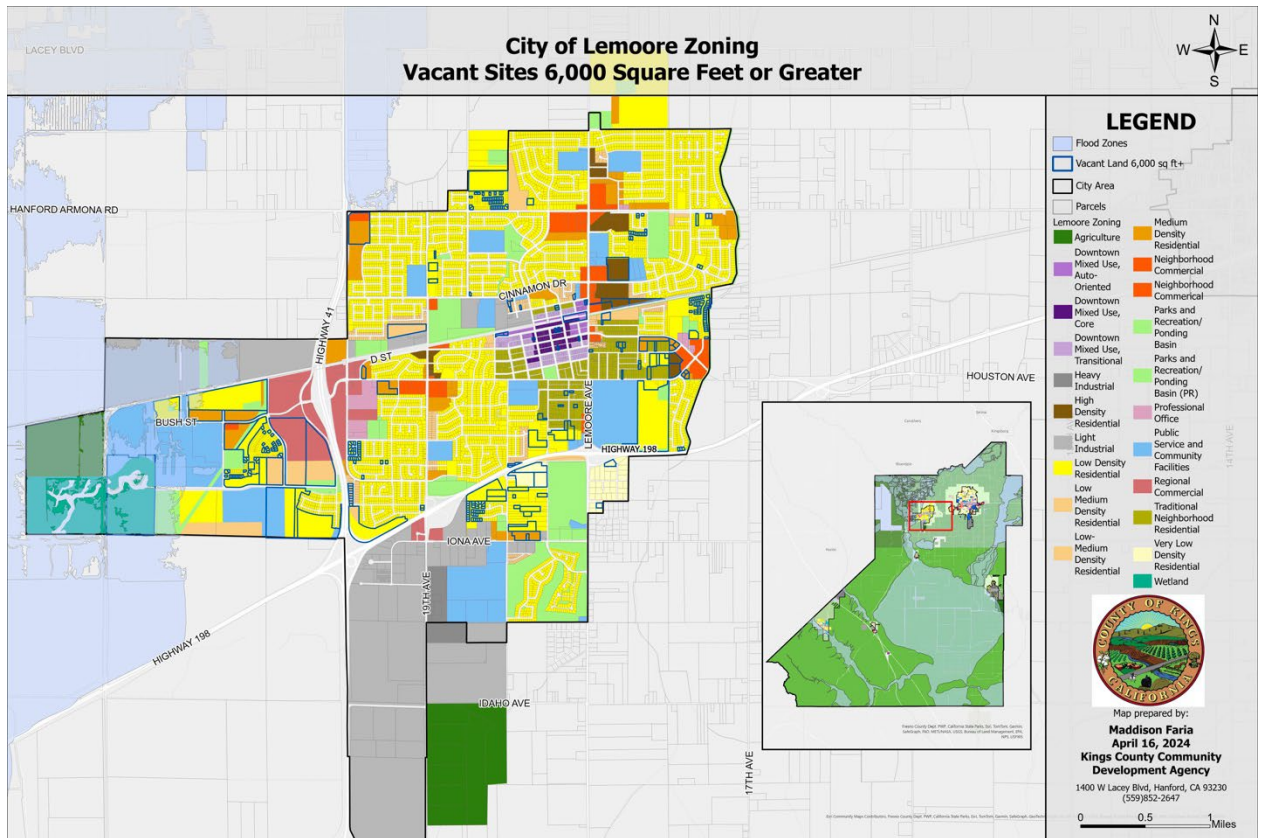 LACEY BLVD
City of Lemoore Zoning
Vacant Sites 6,000 Square Feet or Greater
N
W
E
S
HANFORD ARMONA RD
CINNAMON DR
HIGHWAY 41
D ST
HOUSTON AVE
BUSH ST
LEMOORE AVE
HIGHWAY 198
14TH AVE
IONA AVE
19TH AVE
HIGHWAY 198
IDAHO AVE
17TH AVE
LEGEND
Flood Zones
Vacant Land 6,000 sq ft+
City Area
Parcels
Lemoore Zoning
Agriculture
Downtown
Mixed Use,
Auto-
Oriented
Downtown
Mixed Use,
Core
Downtown
Mixed Use,
Transitional
Heavy
Industrial
High
Density
Residential
Light
Industrial
Low Density
Residential
Low
Medium
Density
Residential
Low-
Medium
Density
Residential
Medium
Density
Residential
Neighborhood
Commercial
Neighborhood
Commerical
Parks and
Recreation/
Ponding
Basin
Parks and
Recreation/
Ponding
Basin (PR)
Professional
Office
Public
Service and
Community
Facilities
Regional
Commercial
Traditional
Neighborhood
Residential
Very Low
Density
Residential
Wetland
COUNTY OF KINGS
CALIFORNIA
Map prepared by:
Maddison Faria
April 16, 2024
Kings County Community
Development Agency
1400 W Lacey Blvd, Hanford, CA 93230
(559)852-2647
0 0.5 1
Miles